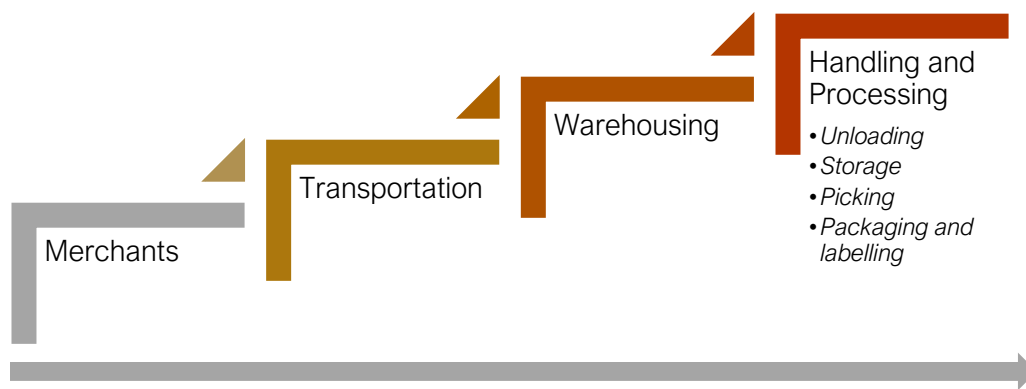 Merchants
Transportation
Warehousing
Handling and
Processing
•Unloading
•Storage
•Picking
•Packaging and
labelling